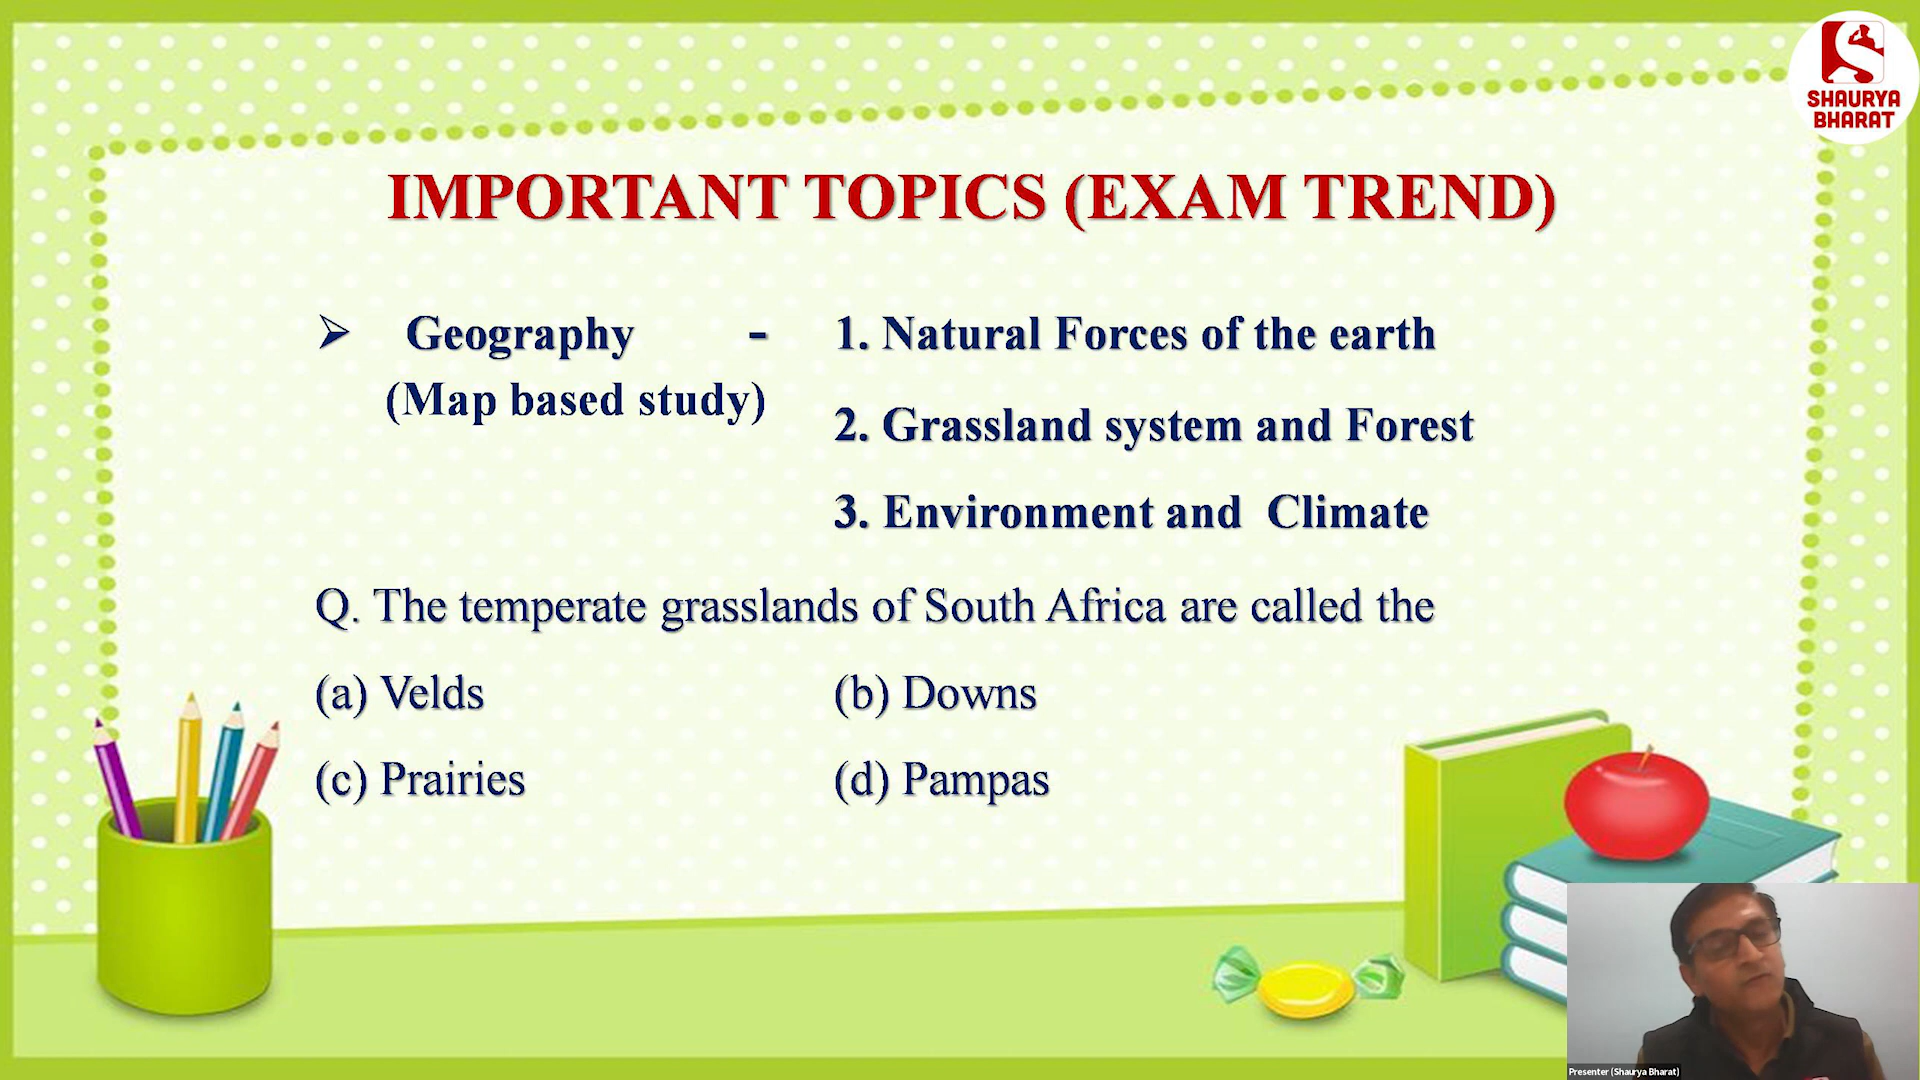 SHAURYA
BHARAT
IMPORTANT TOPICS (EXAM TREND)
➢ Geography - 1. Natural Forces of the earth
(Map based study)
2. Grassland system and Forest
3. Environment and Climate
Q. The temperate grasslands of South Africa are called the
(a) Velds (b) Downs
(c) Prairies (d) Pampas
Presenter (Shaurya Bharat)